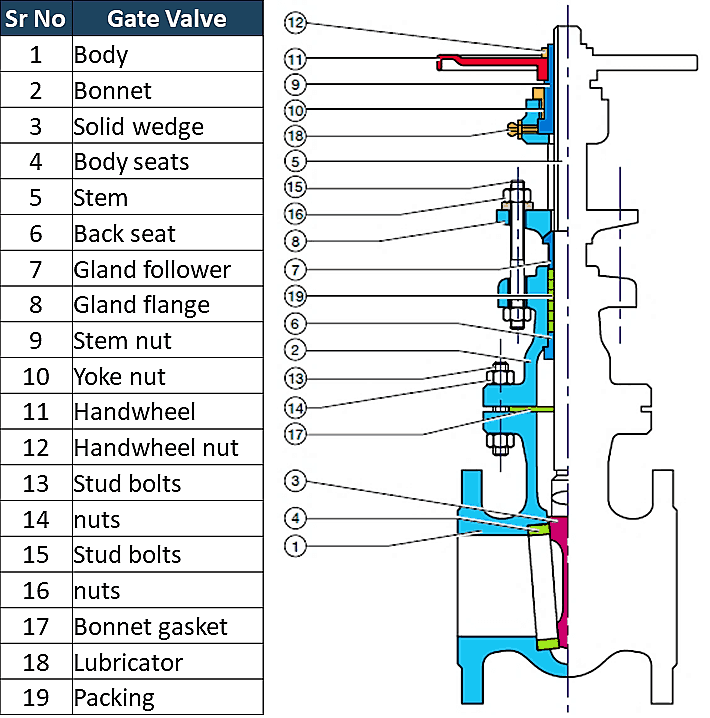 Sr No Gate Valve
1 Body
2 Bonnet
3 Solid wedge
4 Body seats
5 Stem
6 Back seat
7 Gland follower
8 Gland flange
9 Stem nut
10 Yoke nut
11 Handwheel
12 Handwheel nut
13 Stud bolts
14 nuts
15 Stud bolts
16 nuts
17 Bonnet gasket
18 Lubricator
19 Packing
12
11
9
10
18
5
15
16
8
7
19
6
2
13
14
17
3
4
1